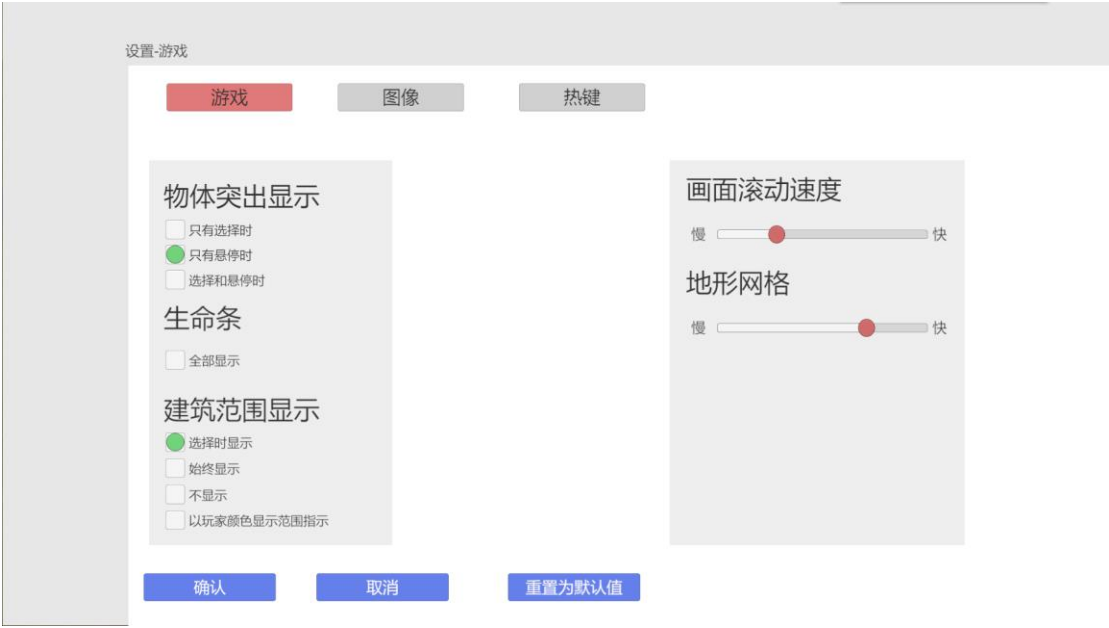 设置-游戏
游戏 图像 热键
物体突出显示
只有选择时
只有悬停时
选择和悬停时
生命条
全部显示
建筑范围显示
选择时显示
始终显示
不显示
以玩家颜色显示范围指示
画面滚动速度
慢 快
地形网格
慢 快
确认 取消 重置为默认值